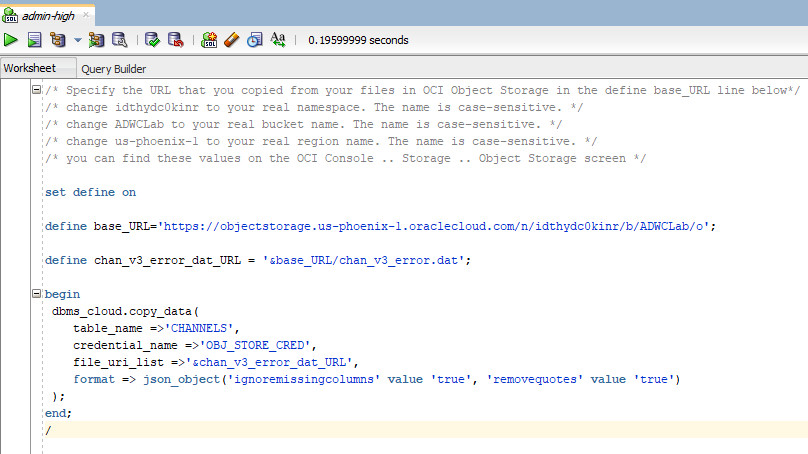 admin-high
0.19599999 seconds
Worksheet Query Builder
/* Specify the URL that you copied from your files in OCI Object Storage in the define base_URL line below*/
/* change idthydc0kinr to your real namespace. The name is case-sensitive. */
/* change ADWCLab to your real bucket name. The name is case-sensitive. */
/* change us-phoenix-1 to your real region name. The name is case-sensitive. */
/* you can find these values on the OCI Console .. Storage .. Object Storage screen */
set define on
define base_URL='https://objectstorage.us-phoenix-1.oraclecloud.com/n/idthydc0kinr/b/ADWCLab/o';
define chan_v3_error_dat_URL = '&base_URL/chan_v3_error.dat';
begin
dbms_cloud.copy_data(
table_name =>'CHANNELS',
credential_name =>'OBJ_STORE_CRED',
file_uri_list =>'&chan_v3_error_dat_URL',
format => json_object('ignoremissingcolumns' value 'true', 'removequotes' value 'true')
);
end;
/